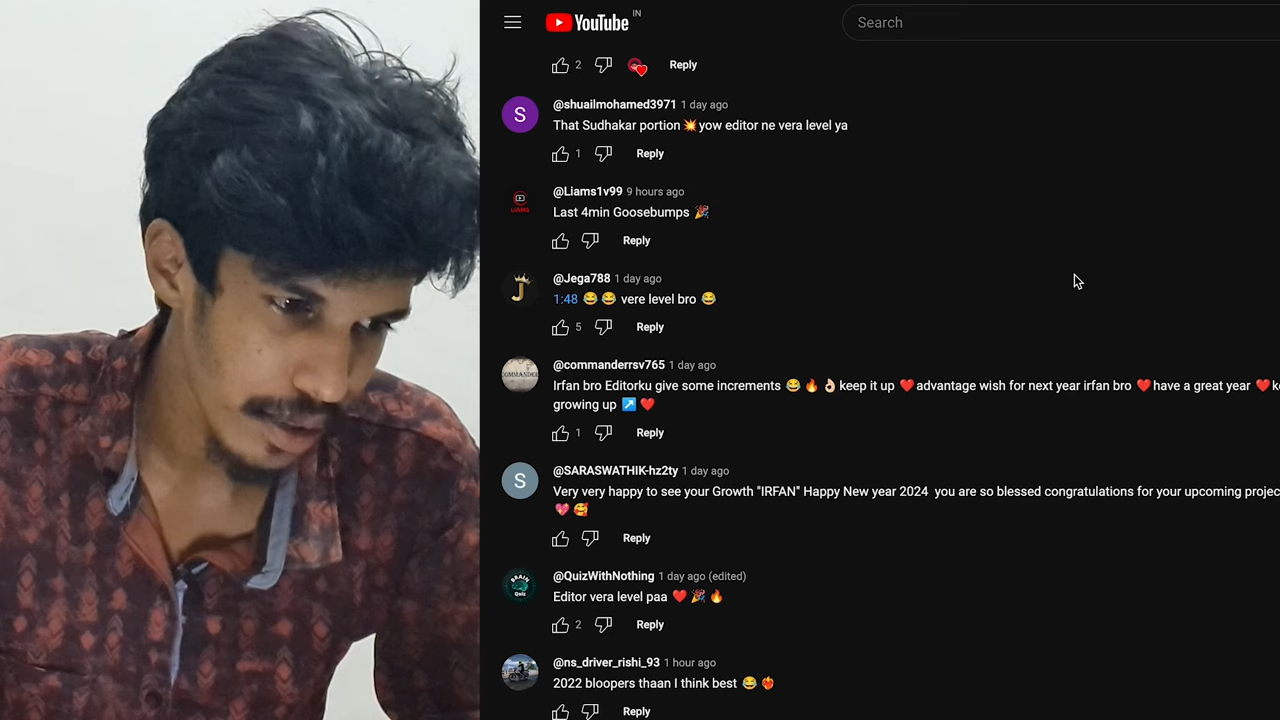 YouTube IN
Search
2 Reply
@shuailmohamed3971 1 day ago
That Sudhakar portion 💥 yow editor ne vera level ya
1 Reply
@Liams1v99 9 hours ago
Last 4min Goosebumps 🎉
Reply
@Jega788 1 day ago
1:48 😂 😂 vere level bro 😂
5 Reply
@commanderrsv765 1 day ago
Irfan bro Editorku give some increments 😂 🔥 👌🏻 keep it up ❤️ advantage wish for next year irfan bro ❤️ have a great year ❤️
growing up ↗️ ❤️
1 Reply
S
@SARASWATHIK-hz2ty 1 day ago
Very very happy to see your Growth "IRFAN" Happy New year 2024 you are so blessed congratulations for your upcoming projec
💖 🥰
Reply
@QuizWithNothing 1 day ago (edited)
Editor vera level paa ❤️ 🎉 🔥
2 Reply
@ns_driver_rishi_93 1 hour ago
2022 bloopers thaan I think best 😂 ❤️‍🔥
Reply
S
LIAMS
J
BRAIN
Quiz